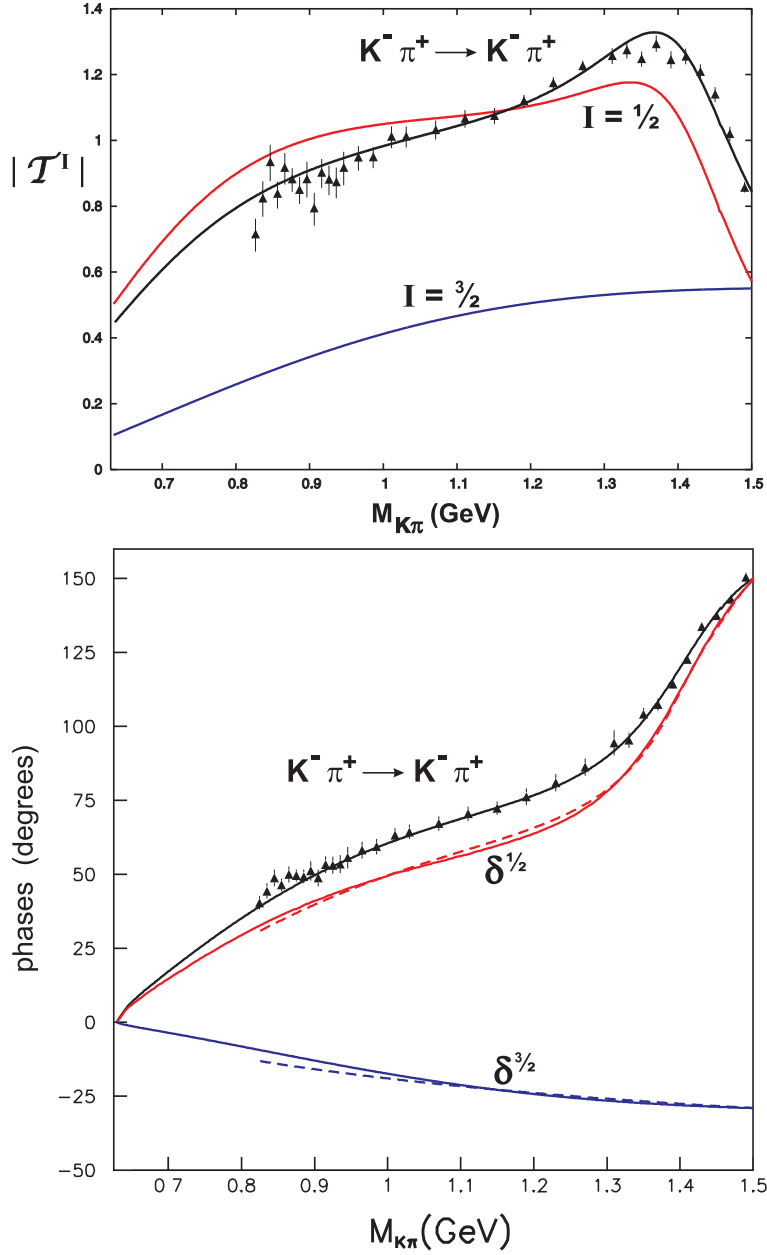 1.4
K⁻ π⁺ → K⁻ π⁺
1.2
I = ½
1
| 𝒯ᴵ |
0.8
0.6
I = 3⁄2
0.4
0.2
0
0.7 0.8 0.9 1 1.1 1.2 1.3 1.4 1.5
M_Kπ (GeV)
150
125
100
K⁻ π⁺ → K⁻ π⁺
75
phases (degrees)
50
δ^½
25
0
δ^3⁄2
-25
-50
0 7 0.8 0.9 1.0 1.1 1.2 1.3 1.4 1.5
M_Kπ(GeV)